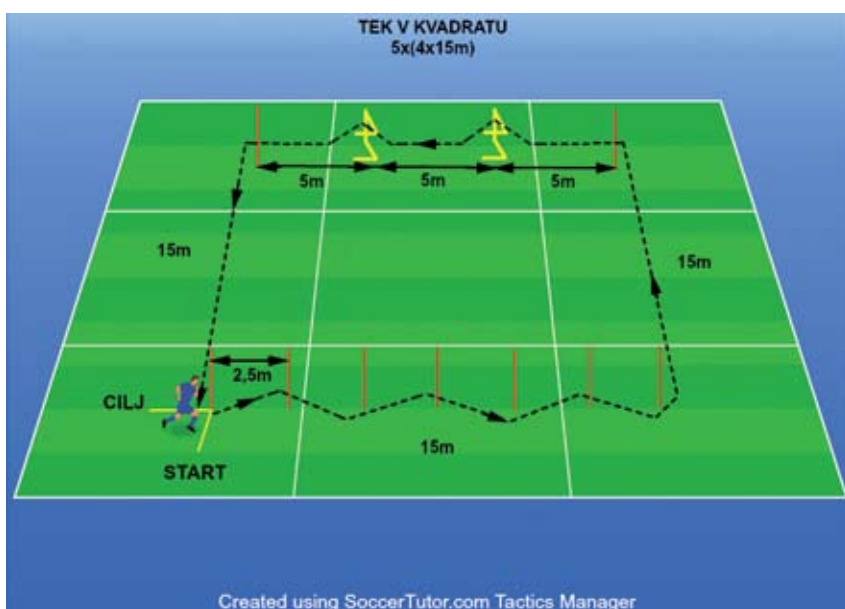 TEK V KVADRATU
5x(4x15m)
5m
5m
5m
15m
15m
2,5m
CILJ
15m
START
Created using SoccerTutor.com Tactics Manager